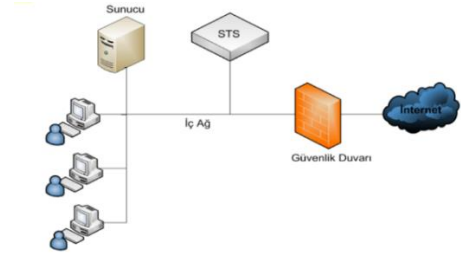 Sunucu
STS
İç Ağ
Internet
Güvenlik Duvarı